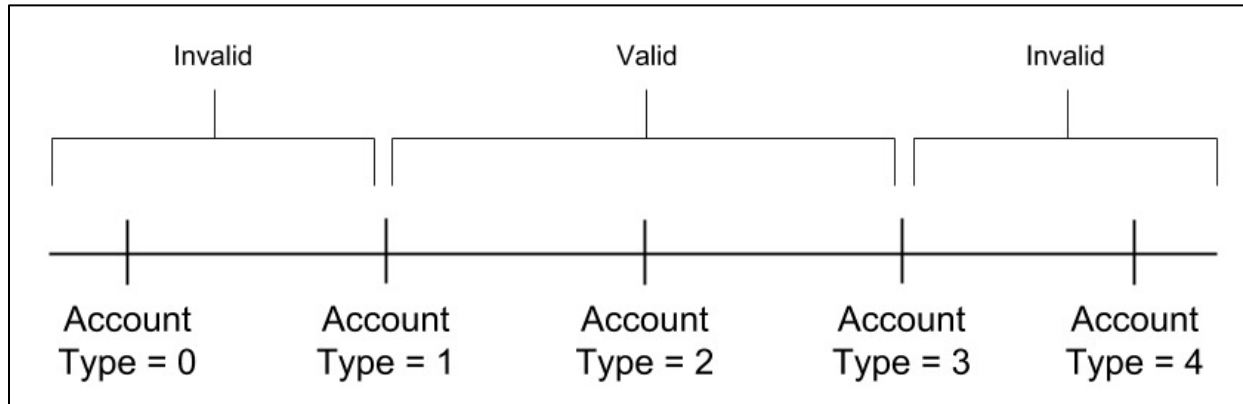 Invalid
Valid
Invalid
Account
Type = 0
Account
Type = 1
Account
Type = 2
Account
Type = 3
Account
Type = 4